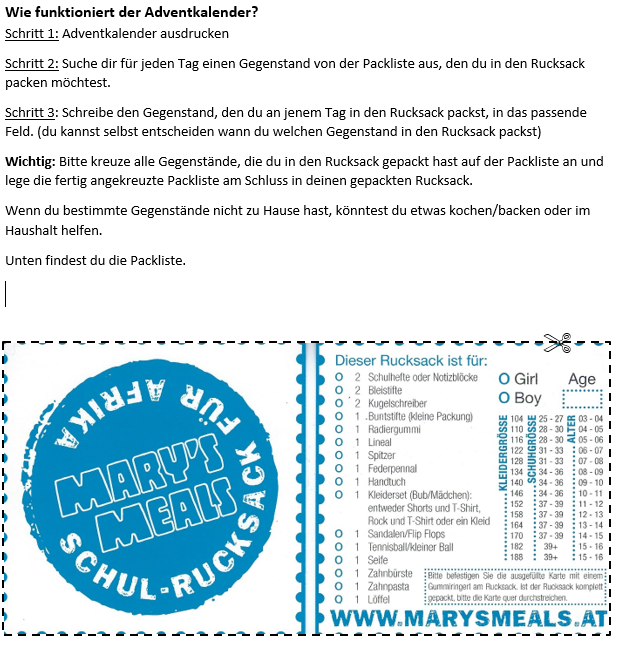 Wie funktioniert der Adventkalender?
Schritt 1: Adventkalender ausdrucken
Schritt 2: Suche dir für jeden Tag einen Gegenstand von der Packliste aus, den du in den Rucksack
packen möchtest.
Schritt 3: Schreibe den Gegenstand, den du an jenem Tag in den Rucksack packst, in das passende
Feld. (du kannst selbst entscheiden wann du welchen Gegenstand in den Rucksack packst)
Wichtig: Bitte kreuze alle Gegenstände, die du in den Rucksack gepackt hast auf der Packliste an und
lege die fertig angekreuzte Packliste am Schluss in deinen gepackten Rucksack.
Wenn du bestimmte Gegenstände nicht zu Hause hast, könntest du etwas kochen/backen oder im
Haushalt helfen.
Unten findest du die Packliste.
MARY'S
MEALS
SCHUL-RUCKSACK FÜR AFRIKA
Dieser Rucksack ist für:
O 2 Schulhefte oder Notizblöcke
O 2 Bleistifte
O 2 Kugelschreiber
O 1 Buntstifte (kleine Packung)
O 1 Radiergummi
O 1 Lineal
O 1 Spitzer
O 1 Federpennal
O 1 Handtuch
O 1 Kleiderset (Bub/Mädchen):
entweder Shorts und T-Shirt,
Rock und T-Shirt oder ein Kleid
O 1 Sandalen/Flip Flops
O 1 Tennisball/kleiner Ball
O 1 Seife
O 1 Zahnbürste
O 1 Zahnpasta
O 1 Löffel
O Girl Age
O Boy
KLEIDERGRÖSSE SCHUHGRÖSSE ALTER
104 25 - 27 03 - 04
110 28 - 30 04 - 05
116 28 - 30 05 - 06
122 31 - 33 06 - 07
128 31 - 33 07 - 08
134 34 - 36 08 - 09
140 34 - 36 09 - 10
146 34 - 36 10 - 11
152 37 - 39 11 - 12
158 37 - 39 12 - 13
164 37 - 39 13 - 14
170 37 - 39 14 - 15
182 39+ 15 - 16
188 39+ 15 - 16
Bitte befestigen Sie die ausgefüllte Karte mit einem
Gummiringerl am Rucksack. Ist der Rucksack komplett
gepackt, bitte die Karte quer durchstreichen.
WWW.MARYSMEALS.AT